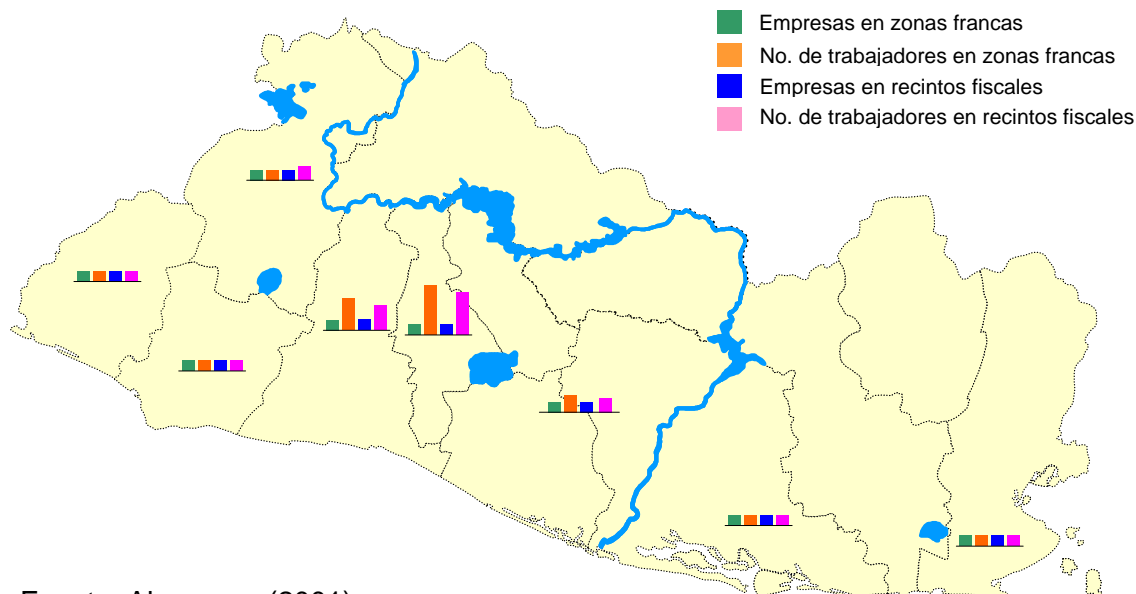 Empresas en zonas francas
No. de trabajadores en zonas francas
Empresas en recintos fiscales
No. de trabajadores en recintos fiscales
(2001)